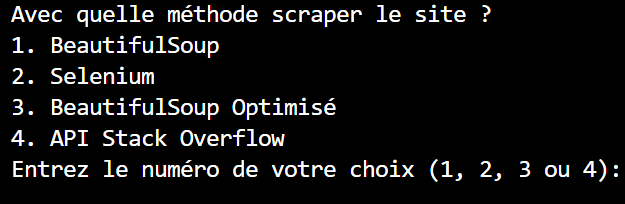 Avec quelle méthode scraper le site ?
1. BeautifulSoup
2. Selenium
3. BeautifulSoup Optimisé
4. API Stack Overflow
Entrez le numéro de votre choix (1, 2, 3 ou 4):